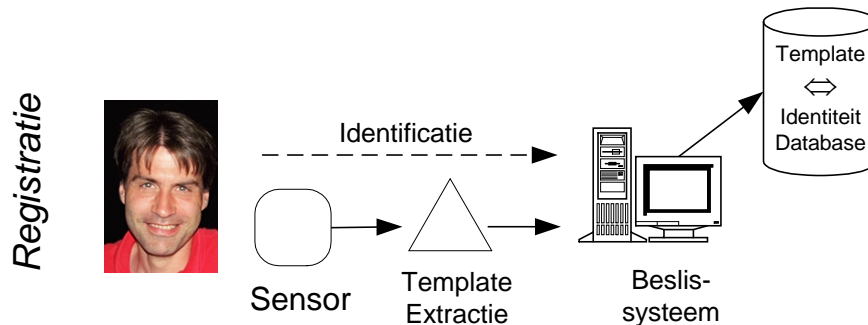 Registratie
Identificatie
Sensor
Template
Extractie
Beslis-
systeem
Template
⇔
Identiteit
Database